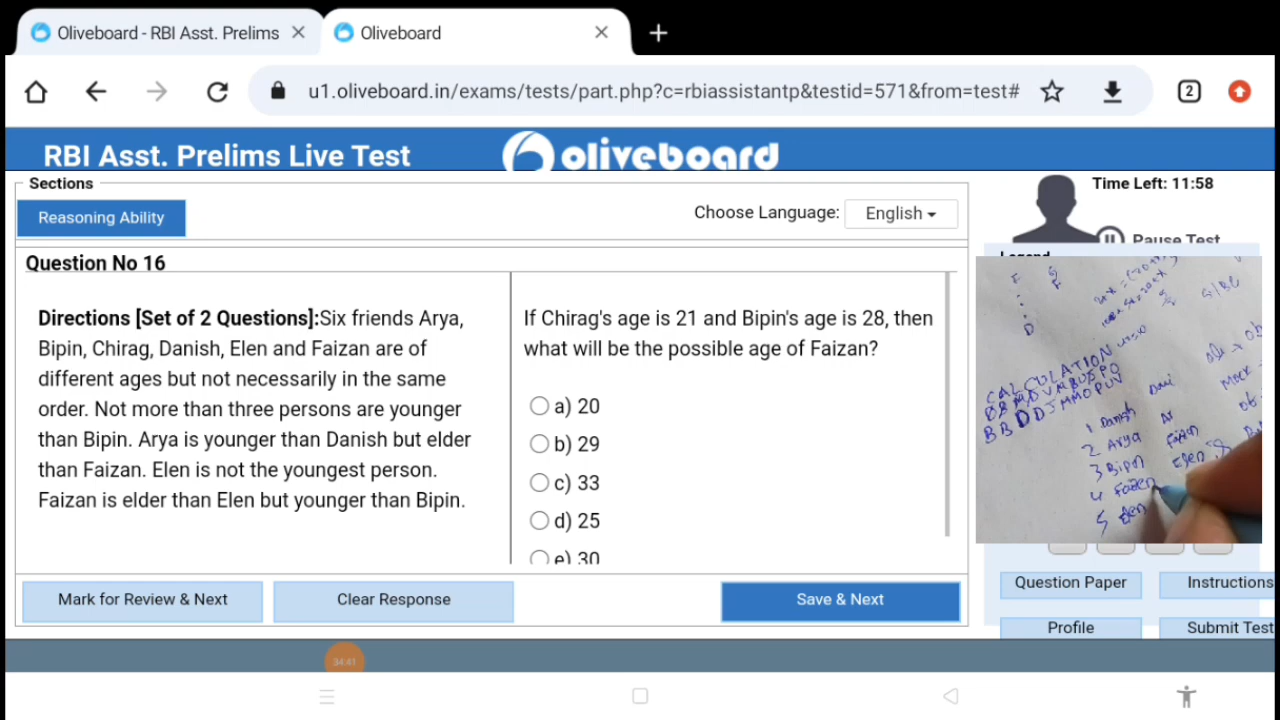 Oliveboard - RBI Asst. Prelims
Oliveboard
u1.oliveboard.in/exams/tests/part.php?c=rbiassistantp&testid=571&from=test#
2
RBI Asst. Prelims Live Test
oliveboard
Sections
Reasoning Ability
Choose Language:
English
Time Left: 11:58
Pause Test
Question No 16
Directions [Set of 2 Questions]:Six friends Arya,
Bipin, Chirag, Danish, Elen and Faizan are of
different ages but not necessarily in the same
order. Not more than three persons are younger
than Bipin. Arya is younger than Danish but elder
than Faizan. Elen is not the youngest person.
Faizan is elder than Elen but younger than Bipin.
If Chirag's age is 21 and Bipin's age is 28, then
what will be the possible age of Faizan?
a) 20
b) 29
c) 33
d) 25
e) 30
Legend
CALCULATION
1 Danish
2 Arya
Faizan
3 Bipin
Elen
4 Faizen
5 Elen
Mark for Review & Next
Clear Response
Save & Next
Question Paper
Instructions
Profile
Submit Test
34:41